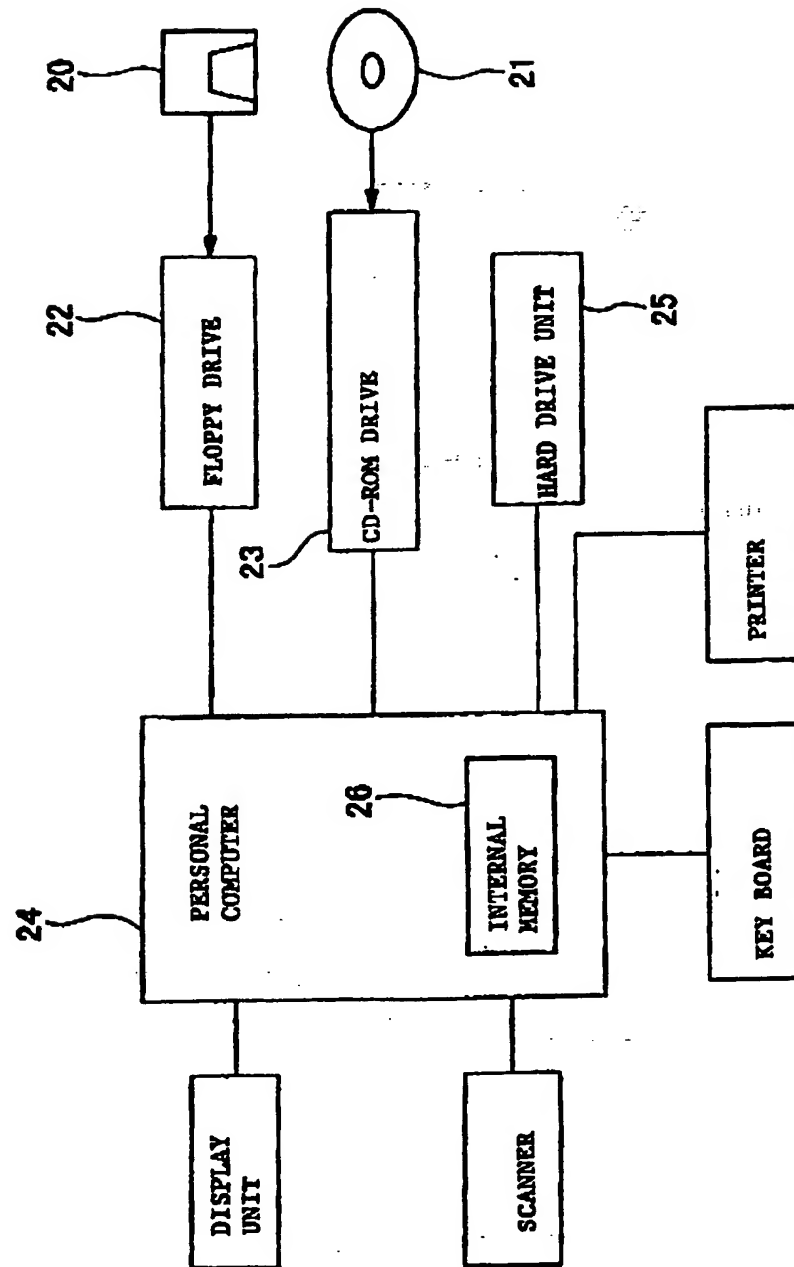 24
22
20
DISPLAY
UNIT
PERSONAL
COMPUTER
FLOPPY DRIVE
23
CD-ROM DRIVE
21
26
INTERNAL
MEMORY
SCANNER
HARD DRIVE UNIT
25
KEY BOARD
PRINTER